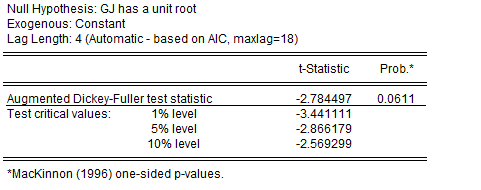 Null Hypothesis: GJ has a unit root
Exogenous: Constant
Lag Length: 4 (Automatic - based on AIC, maxlag=18)
t-Statistic Prob.*
Augmented Dickey-Fuller test statistic -2.784497 0.0611
Test critical values: 1% level -3.441111
5% level -2.866179
10% level -2.569299
*MacKinnon (1996) one-sided p-values.